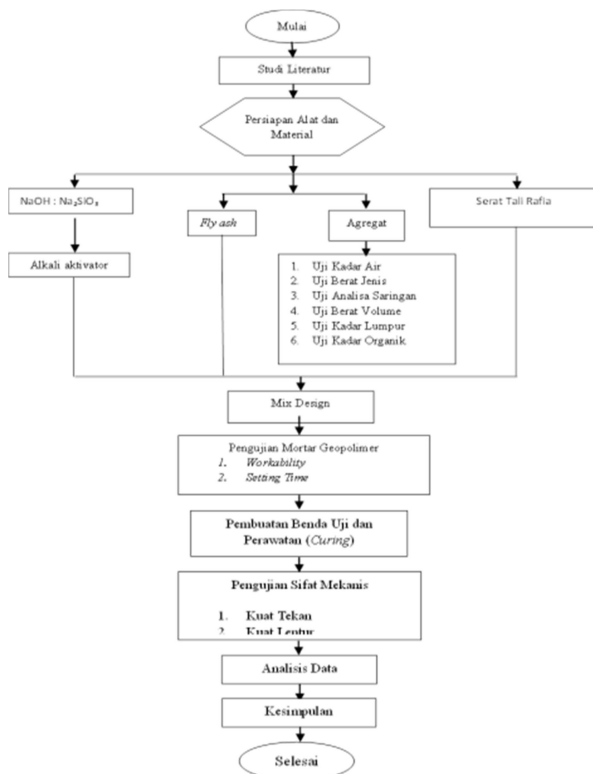 Mulai
Studi Literatur
Persiapan Alat dan
Material
NaOH : Na₂SiO₃
Fly ash
Agregat
Serat Tali Rafia
Alkali aktivator
1. Uji Kadar Air
2. Uji Berat Jenis
3. Uji Analisa Saringan
4. Uji Berat Volume
5. Uji Kadar Lumpur
6. Uji Kadar Organik
Mix Design
Pengujian Mortar Geopolimer
1. Workability
2. Setting Time
Pembuatan Benda Uji dan
Perawatan (Curing)
Pengujian Sifat Mekanis
1. Kuat Tekan
2. Kuat Lentur
Analisis Data
Kesimpulan
Selesai